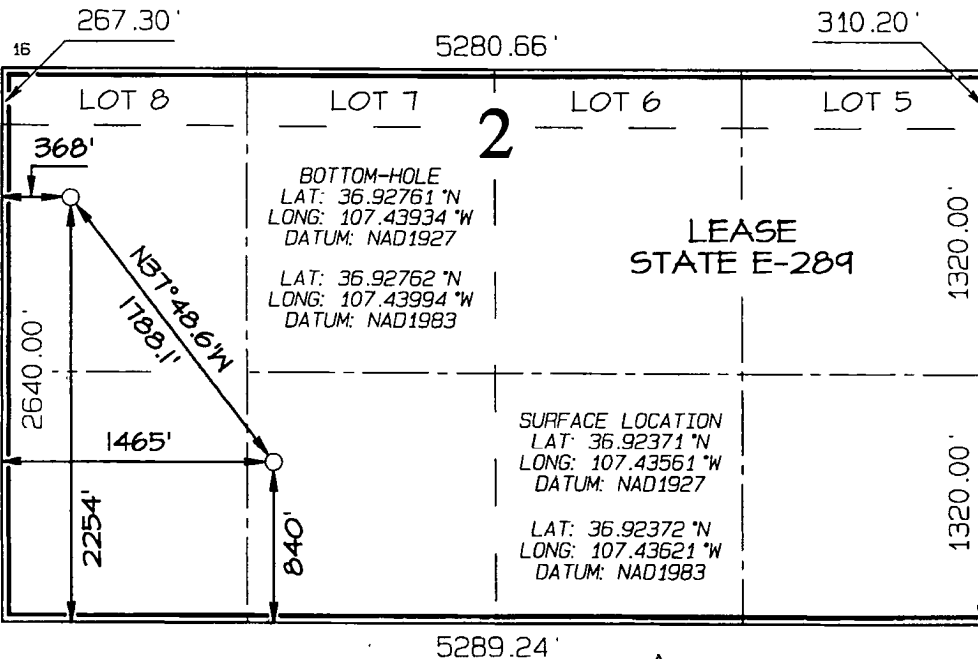 267.30'
310.20'
16
5280.66'
LOT 8
LOT 7
LOT 6
LOT 5
2
368'
BOTTOM-HOLE
LAT: 36.92761 °N
LONG: 107.43934 °W
DATUM: NAD1927
LAT: 36.92762 °N
LONG: 107.43994 °W
DATUM: NAD1983
LEASE
STATE E-289
1320.00'
N37°48.6'W
1788.1'
2640.00'
1465'
2254'
840'
SURFACE LOCATION
LAT: 36.92371 °N
LONG: 107.43561 °W
DATUM: NAD1927
LAT: 36.92372 °N
LONG: 107.43621 °W
DATUM: NAD1983
1320.00'
5289.24'